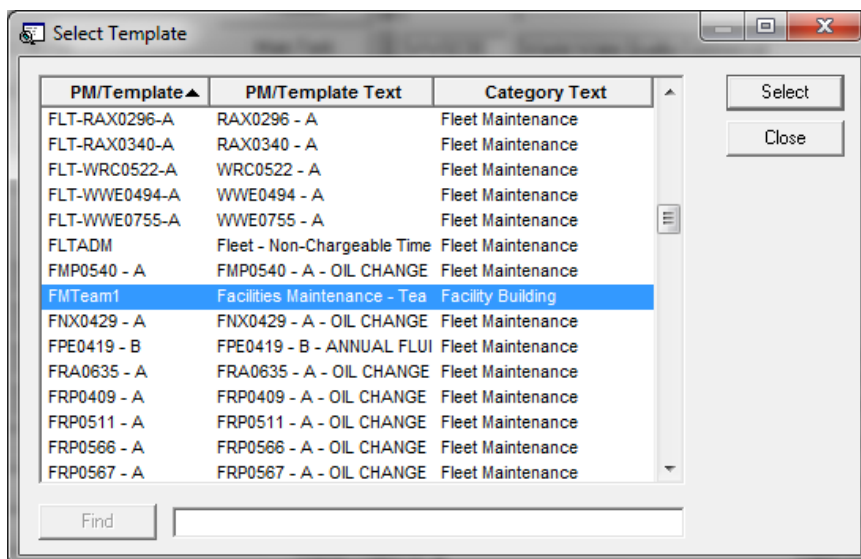 Select Template
PM/Template PM/Template Text Category Text
FLT-RAX0296-A RAX0296 - A Fleet Maintenance
FLT-RAX0340-A RAX0340 - A Fleet Maintenance
FLT-WRC0522-A WRC0522 - A Fleet Maintenance
FLT-WWE0494-A WWE0494 - A Fleet Maintenance
FLT-WWE0755-A WWE0755 - A Fleet Maintenance
FLTADM Fleet - Non-Chargeable Time Fleet Maintenance
FMP0540 - A FMP0540 - A - OIL CHANGE Fleet Maintenance
FMTeam1 Facilities Maintenance - Tea Facility Building
FNX0429 - A FNX0429 - A - OIL CHANGE Fleet Maintenance
FPE0419 - B FPE0419 - B - ANNUAL FLUI Fleet Maintenance
FRA0635 - A FRA0635 - A - OIL CHANGE Fleet Maintenance
FRP0409 - A FRP0409 - A - OIL CHANGE Fleet Maintenance
FRP0511 - A FRP0511 - A - OIL CHANGE Fleet Maintenance
FRP0566 - A FRP0566 - A - OIL CHANGE Fleet Maintenance
FRP0567 - A FRP0567 - A - OIL CHANGE Fleet Maintenance
Select
Close
Find